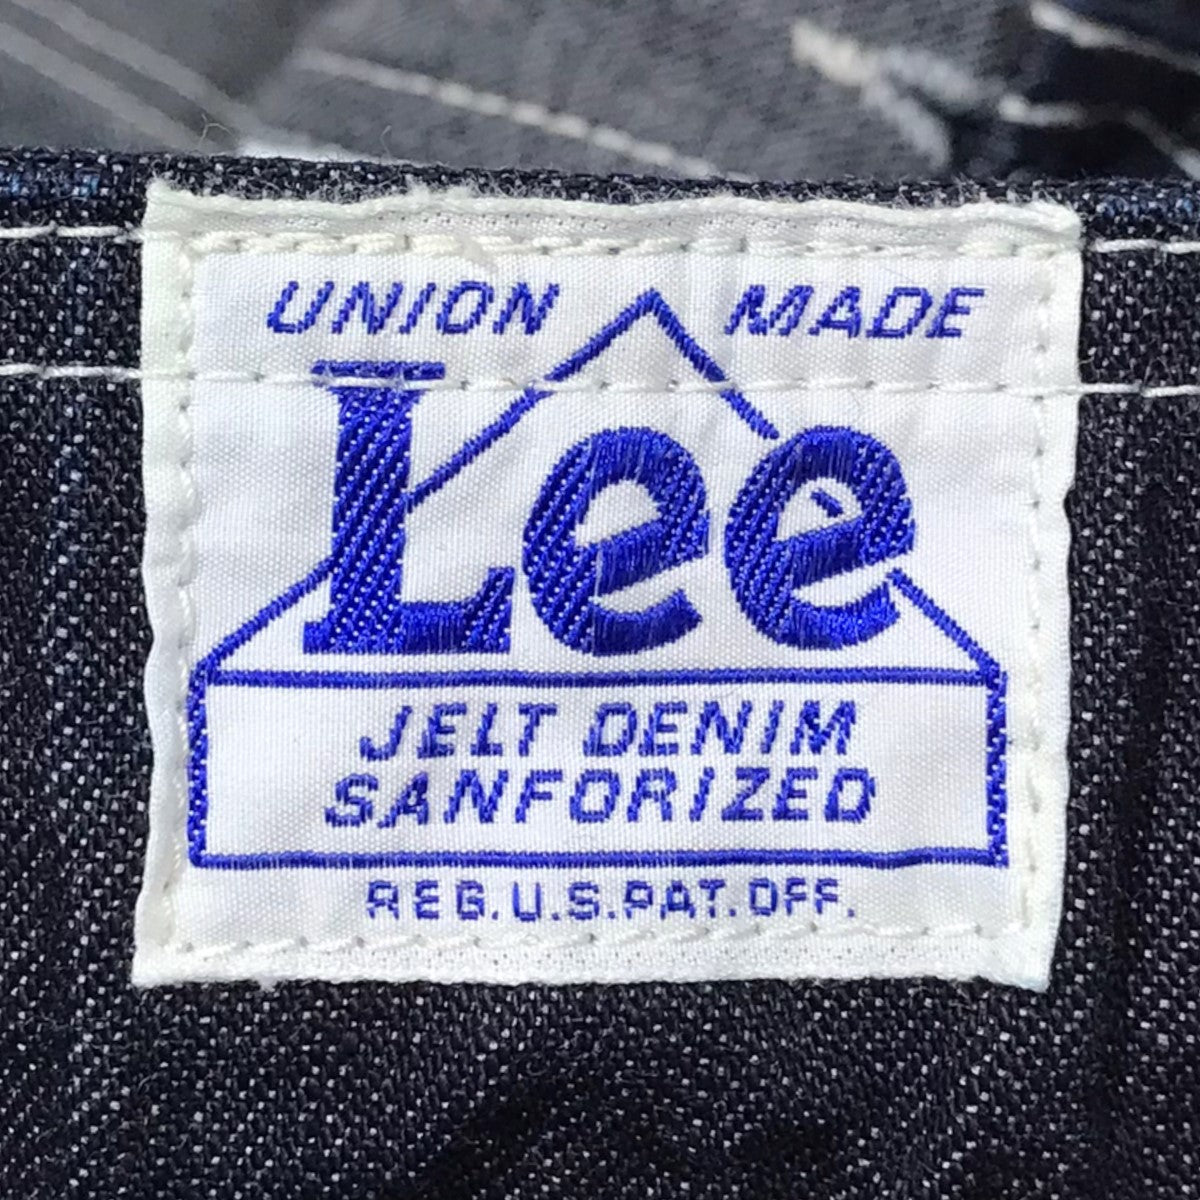 UNION MADE
Lee
JELT DENIM
SANFORIZED
REG.U.S.PAT.OFF.